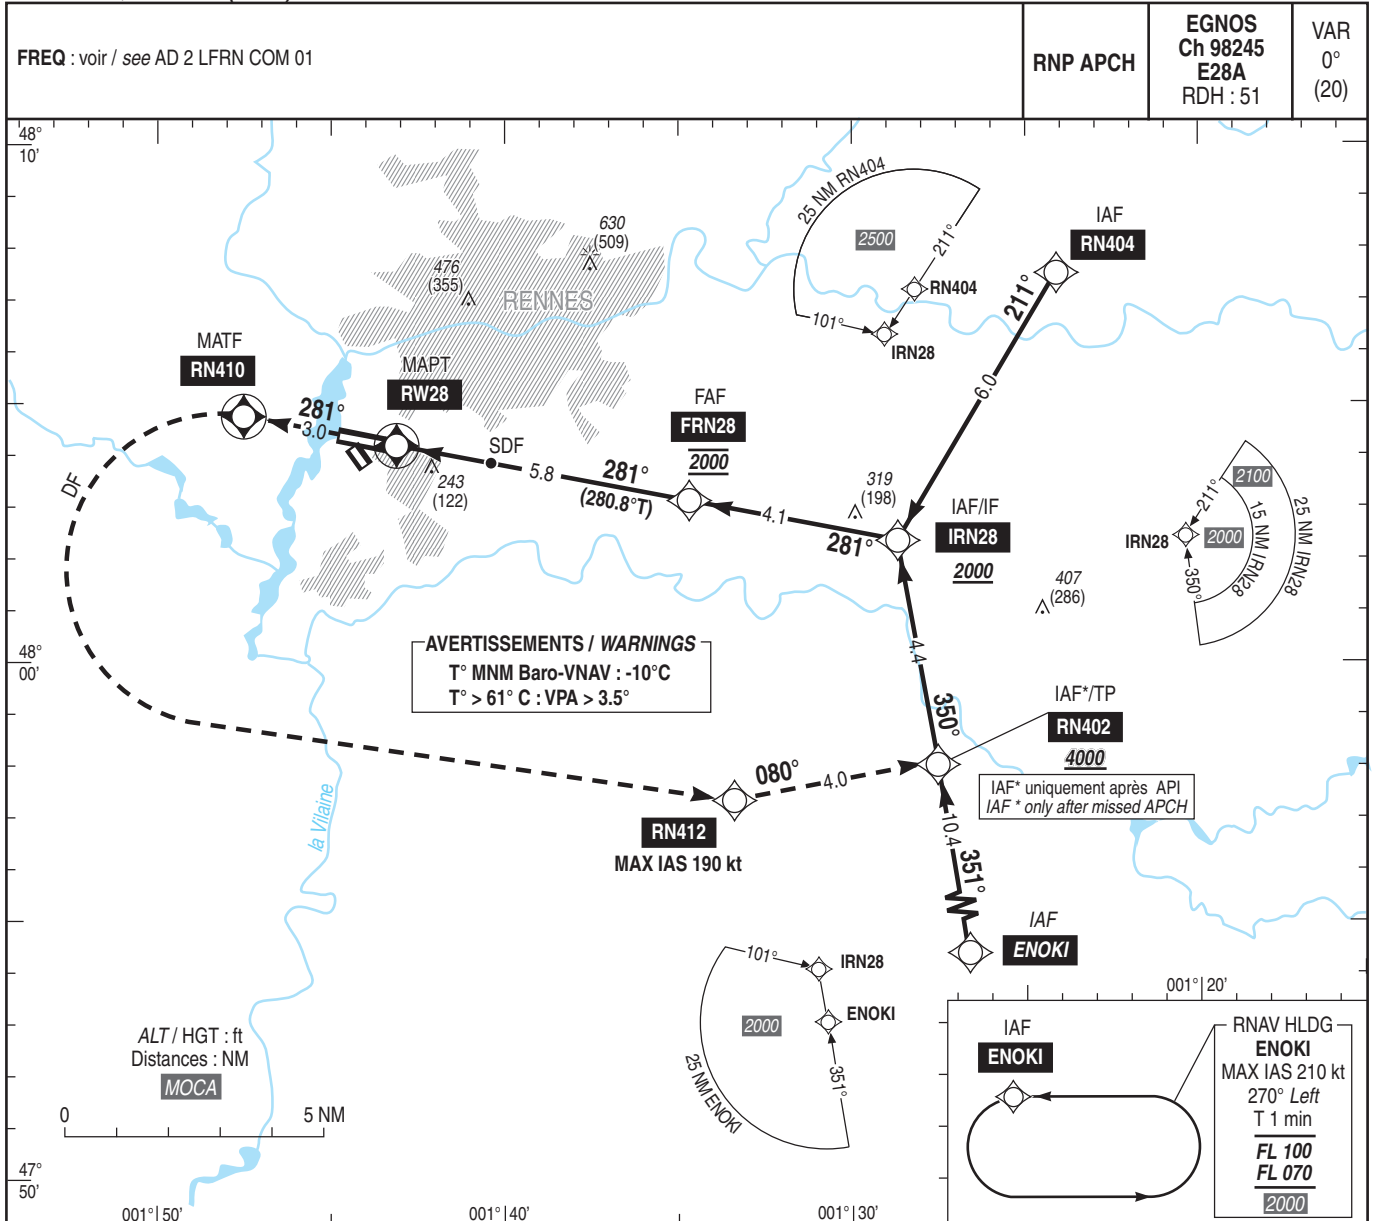 FREQ : voir / see AD 2 LFRN COM 01
RNP APCH
EGNOS
Ch 98245
E28A
RDH : 51
VAR
0°
(20)
48°
10'
25 NM RN404
2500
211°
RN404
101°
IRN28
IAF
RN404
211°
6.0
630
(509)
476
(355)
RENNES
MATF
RN410
MAPT
RW28
281°
3.0
SDF
243
(122)
5.8
281°
(280.8°T)
FAF
FRN28
2000
4.1
319
(198)
281°
IAF/IF
IRN28
2000
407
(286)
211°
2100
IRN28
2000
350°
15 NM IRN28
25 NM IRN28
DF
48°
00'
AVERTISSEMENTS / WARNINGS
T° MNM Baro-VNAV : -10°C
T° > 61° C : VPA > 3.5°
4.4
350°
IAF*/TP
RN402
4000
IAF* uniquement après API
IAF * only after missed APCH
080°
4.0
RN412
MAX IAS 190 kt
la Vilaine
10.4
351°
IAF
ENOKI
101°
IRN28
2000
ENOKI
351°
25 NM ENOKI
001° 20'
IAF
ENOKI
RNAV HLDG
ENOKI
MAX IAS 210 kt
270° Left
T 1 min
FL 100
FL 070
2000
ALT / HGT : ft
Distances : NM
MOCA
0
5 NM
47°
50'
001° 50'
001° 40'
001° 30'